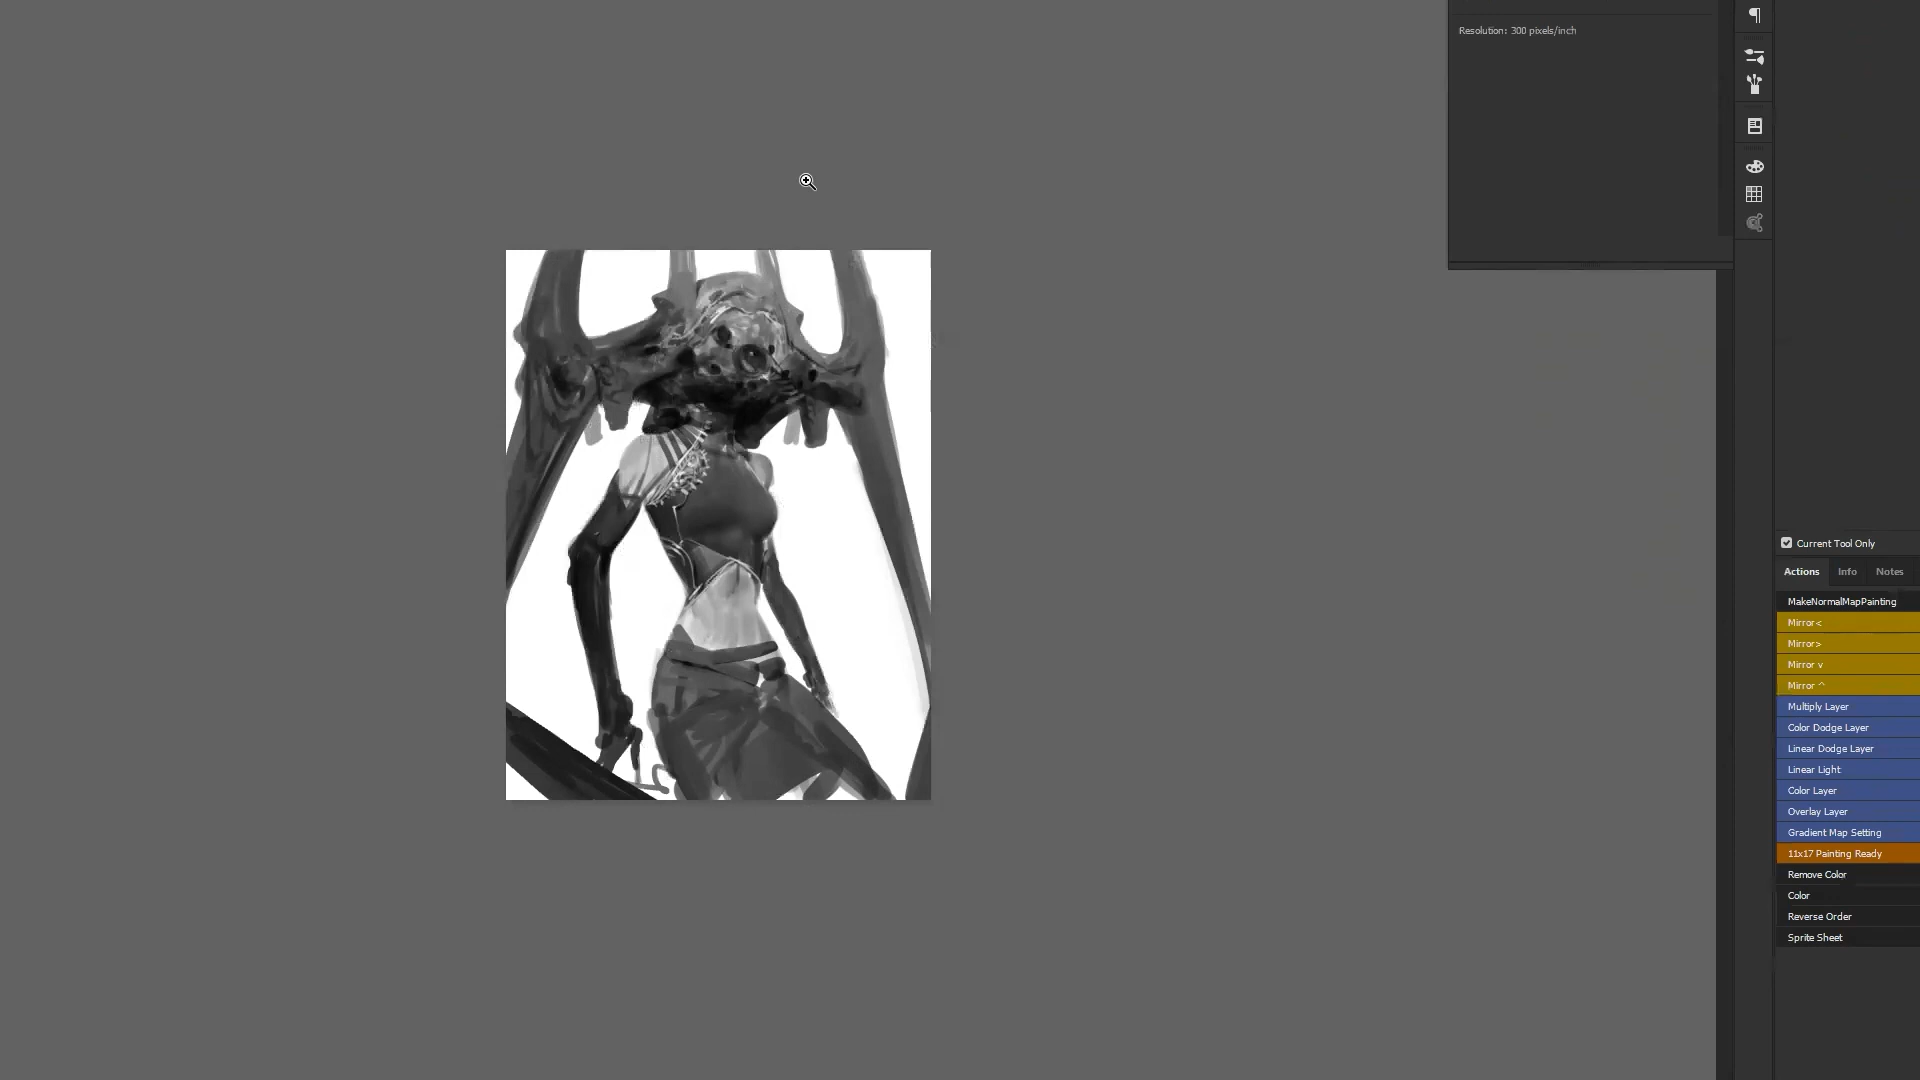 Resolution: 300 pixels/inch
Current Tool Only
Actions Info Notes
MakeNormalMapPainting
Mirror<
Mirror>
Mirror v
Mirror ^
Multiply Layer
Color Dodge Layer
Linear Dodge Layer
Linear Light
Color Layer
Overlay Layer
Gradient Map Setting
11x17 Painting Ready
Remove Color
Color
Reverse Order
Sprite Sheet